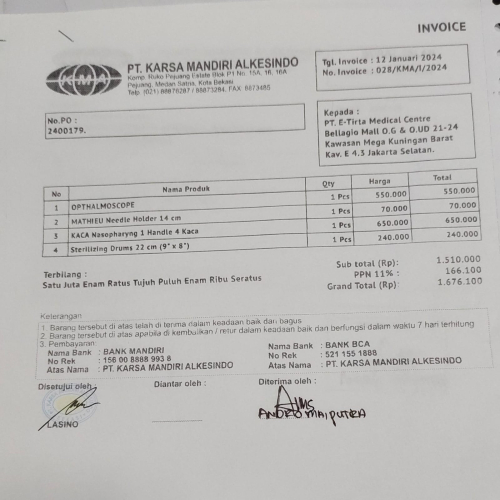 INVOICE
KMA
PT. KARSA MANDIRI ALKESINDO
Komp. Ruko Pejuang Estate Blok P1 No. 15A, 16, 16A
Pejuang, Medan Satria, Kota Bekasi
Telp. (021) 88876287 / 88873284, FAX. 8873485
Tgl. Invoice : 12 Januari 2024
No. Invoice : 028/KMA/I/2024
No.PO :
2400179.
Kepada :
PT. E-Tirta Medical Centre
Bellagio Mall O.G & O.UD 21-24
Kawasan Mega Kuningan Barat
Kav. E 4.3 Jakarta Selatan.
No Nama Produk Qty Harga Total
1 OPTHALMOSCOPE 1 Pcs 550.000 550.000
2 MATHIEU Needle Holder 14 cm 1 Pcs 70.000 70.000
3 KACA Nasopharyng 1 Handle 4 Kaca 1 Pcs 650.000 650.000
4 Sterilizing Drums 22 cm (9" x 8") 1 Pcs 240.000 240.000
Terbilang :
Satu Juta Enam Ratus Tujuh Puluh Enam Ribu Seratus
Sub total (Rp): 1.510.000
PPN 11% : 166.100
Grand Total (Rp): 1.676.100
Keterangan
1. Barang tersebut di atas telah di terima dalam keadaan baik dan bagus
2. Barang tersebut di atas apabila di kembalikan / retur dalam keadaan baik dan berfungsi dalam waktu 7 hari terhitung
3. Pembayaran:
Nama Bank : BANK MANDIRI
No Rek : 156 00 8888 993 8
Atas Nama : PT. KARSA MANDIRI ALKESINDO
Nama Bank : BANK BCA
No Rek : 521 155 1888
Atas Nama : PT. KARSA MANDIRI ALKESINDO
Disetujui oleh
Diantar oleh :
Diterima oleh :
LASINO